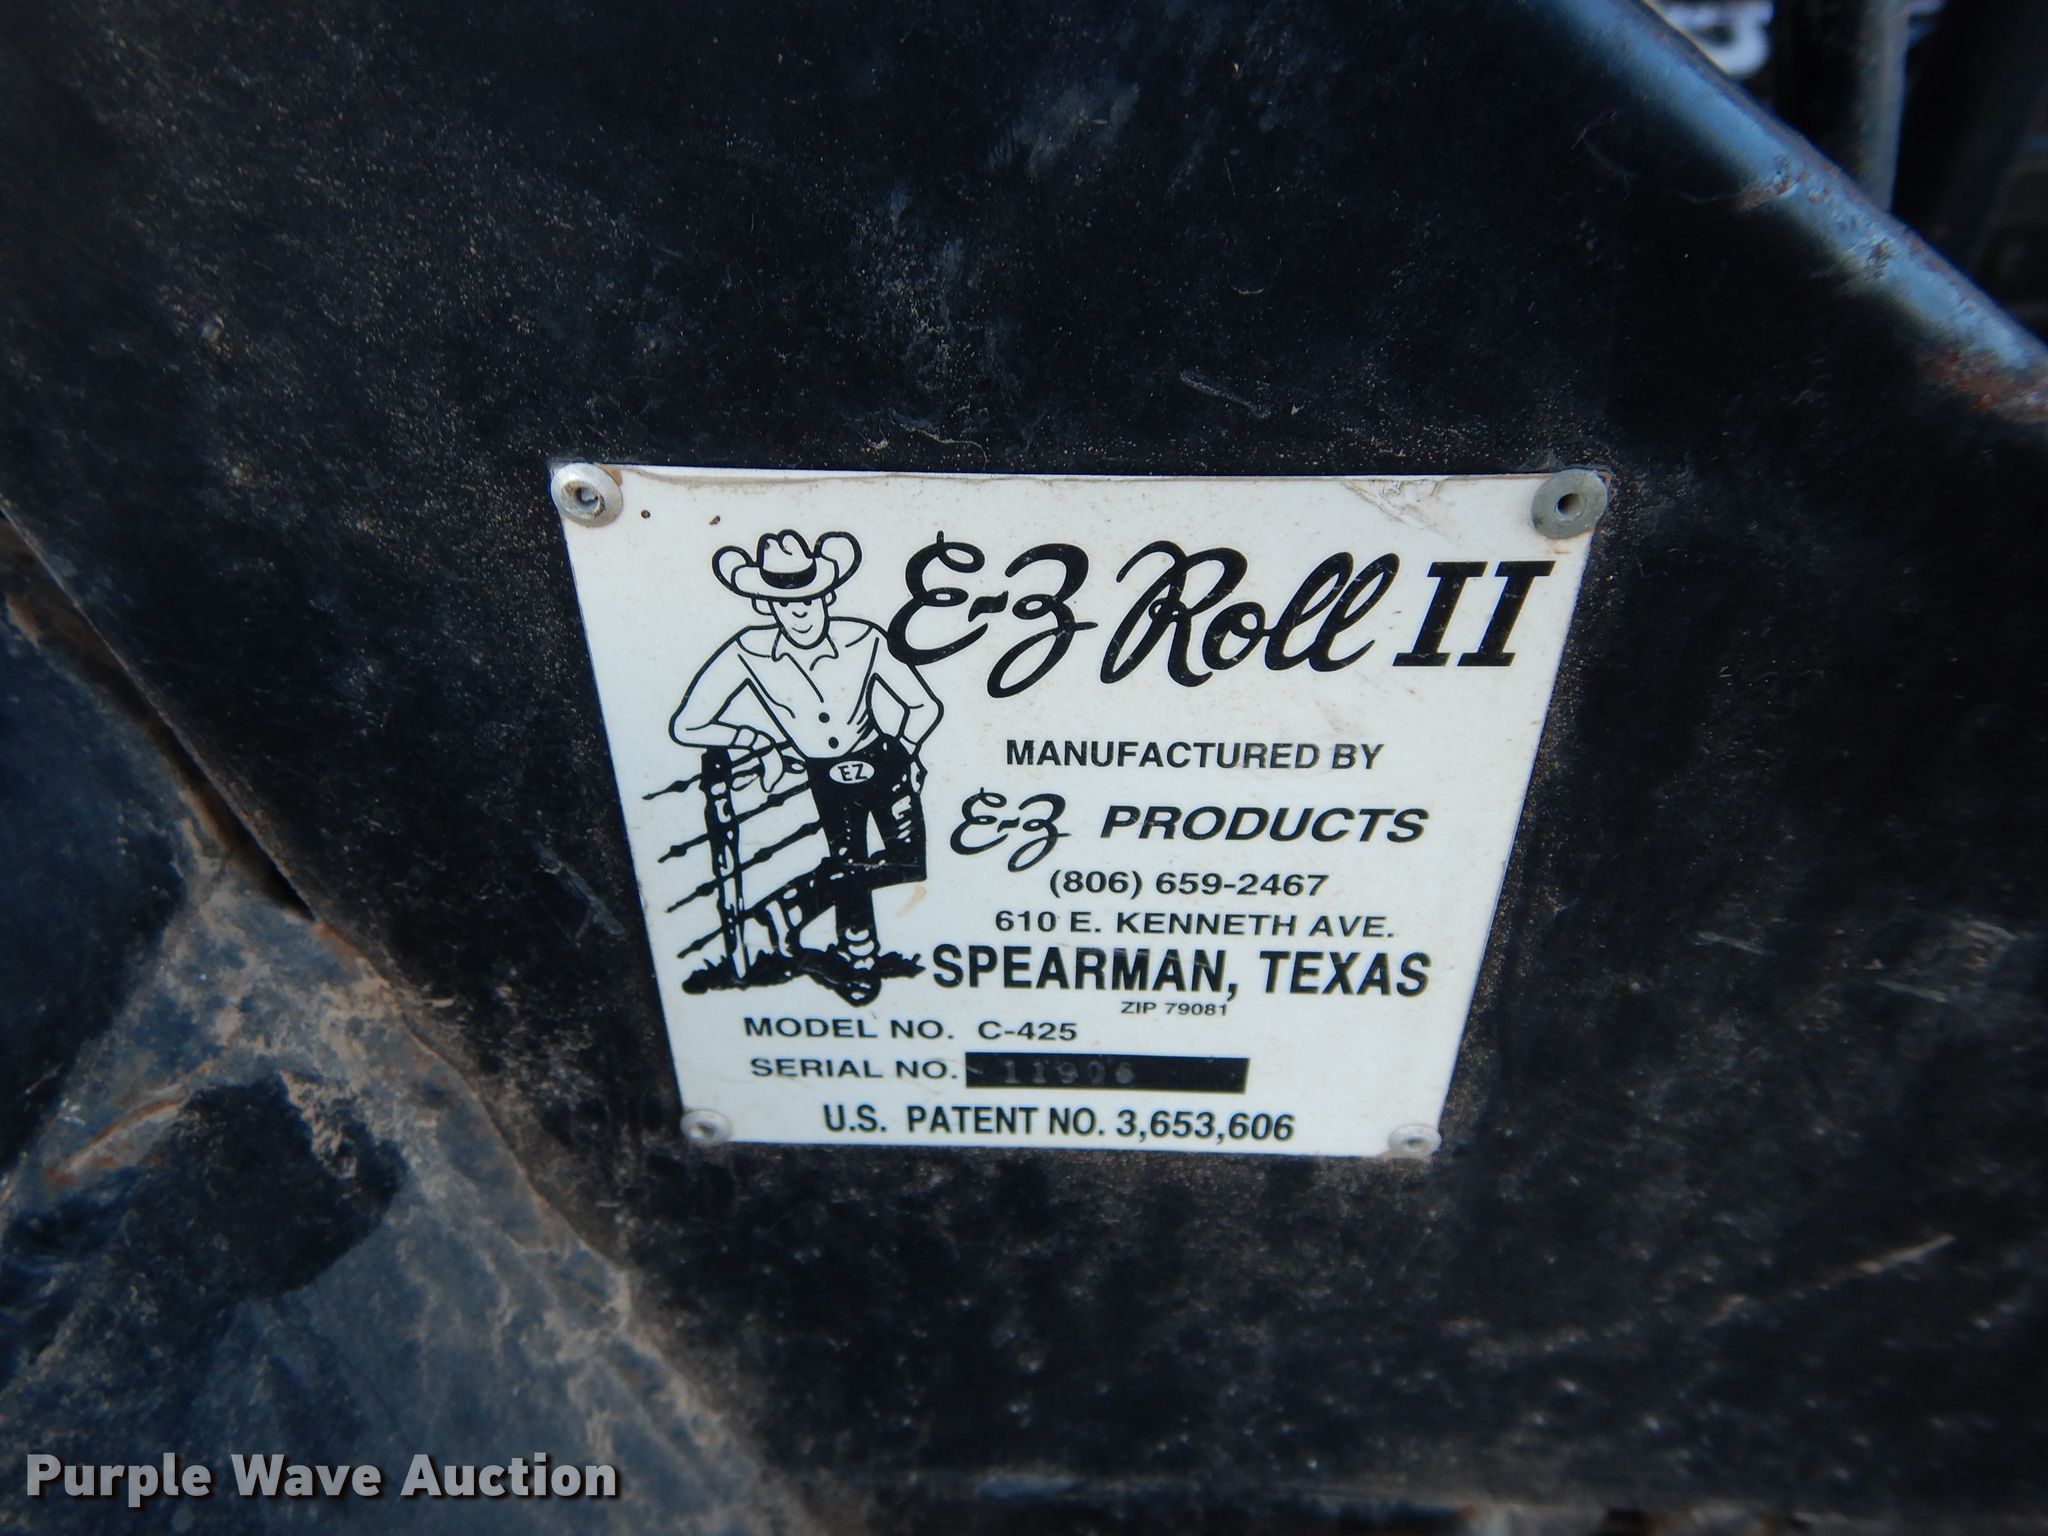 E-Z Roll II
MANUFACTURED BY
E-Z PRODUCTS
(806) 659-2467
610 E. KENNETH AVE.
SPEARMAN, TEXAS
ZIP 79081
MODEL NO. C-425
SERIAL NO. 11906
U.S. PATENT NO. 3,653,606
EZ
Purple Wave Auction